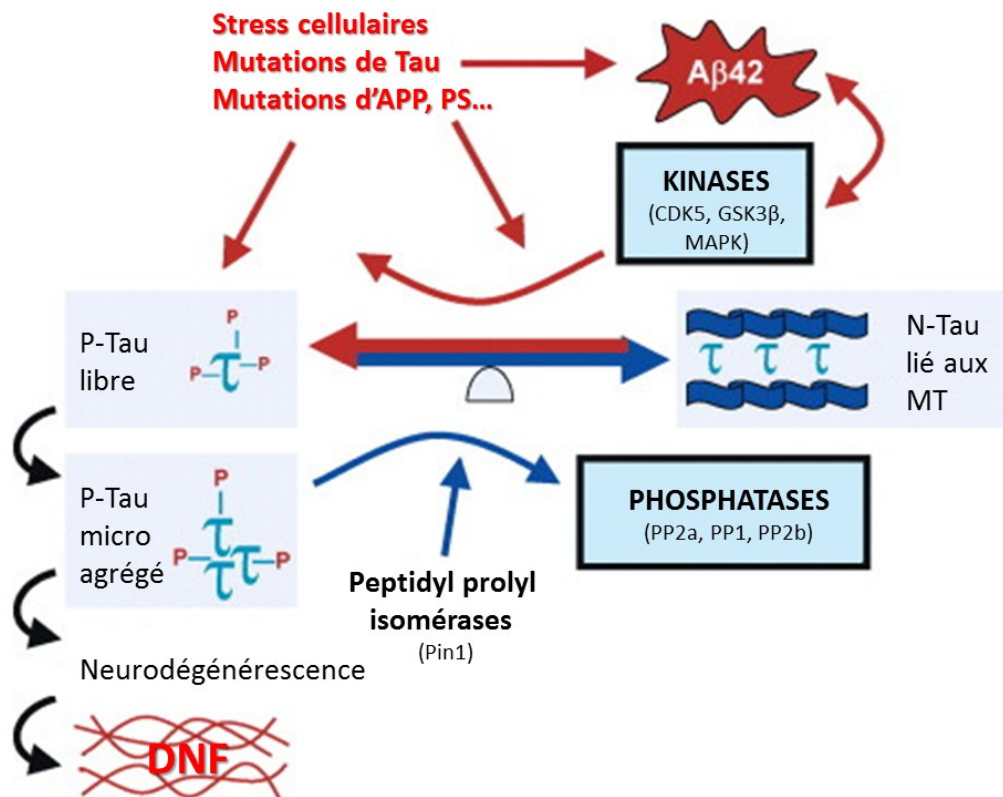 Stress cellulaires
Mutations de Tau
Mutations d'APP, PS...
Aβ42
KINASES
(CDK5, GSK3β,
MAPK)
P-Tau
libre
P
P
P
τ
τ τ τ
N-Tau
lié aux
MT
P-Tau
micro
agrégé
P
P
P
τ
τ
τ
PHOSPHATASES
(PP2a, PP1, PP2b)
Peptidyl prolyl
isomérases
(Pin1)
Neurodégénérescence
DNF